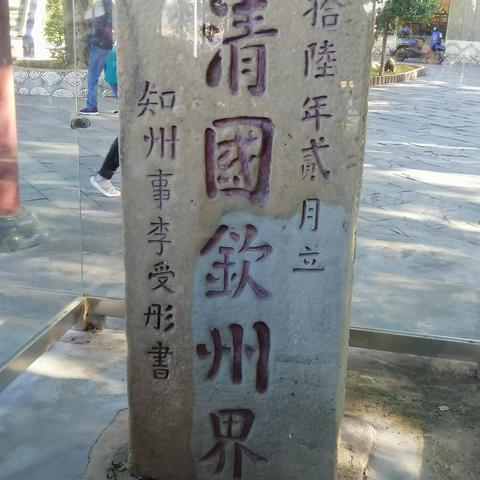 拾陸年貳月立
清國欽州界
知州事李受彤書